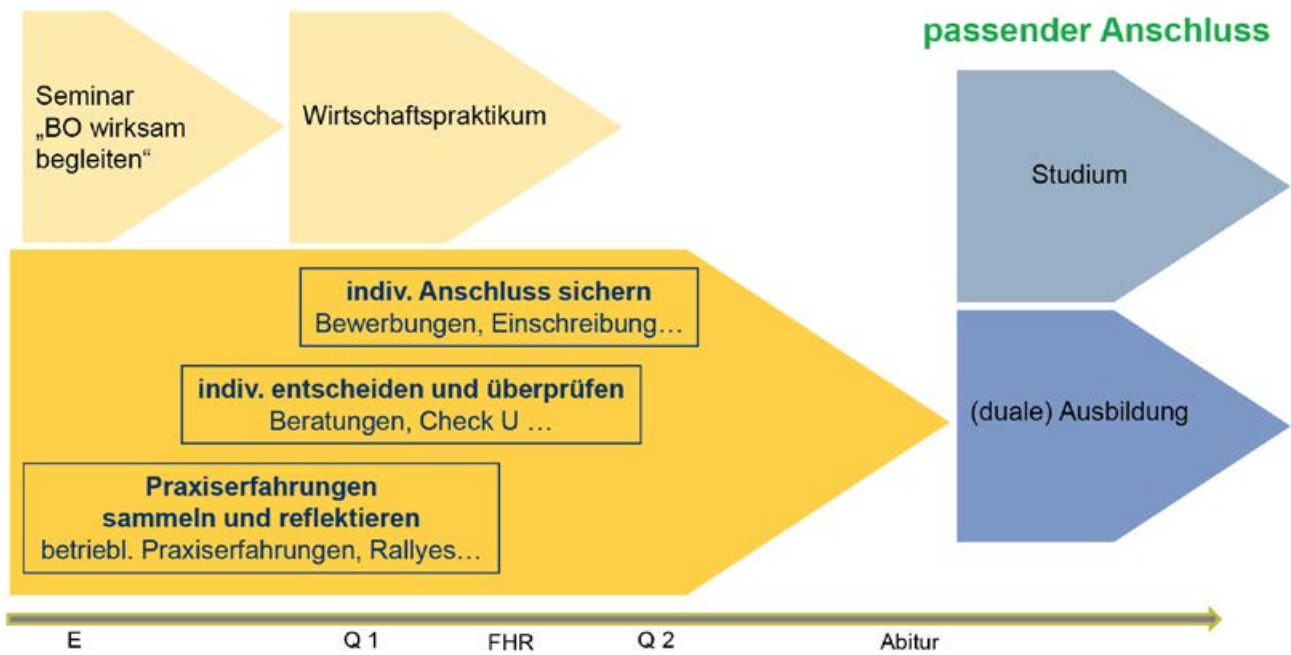 passender Anschluss
Seminar
„BO wirksam
begleiten“
Wirtschaftspraktikum
Studium
indiv. Anschluss sichern
Bewerbungen, Einschreibung…
indiv. entscheiden und überprüfen
Beratungen, Check U …
(duale) Ausbildung
Praxiserfahrungen
sammeln und reflektieren
betriebl. Praxiserfahrungen, Rallyes…
E Q 1 FHR Q 2 Abitur